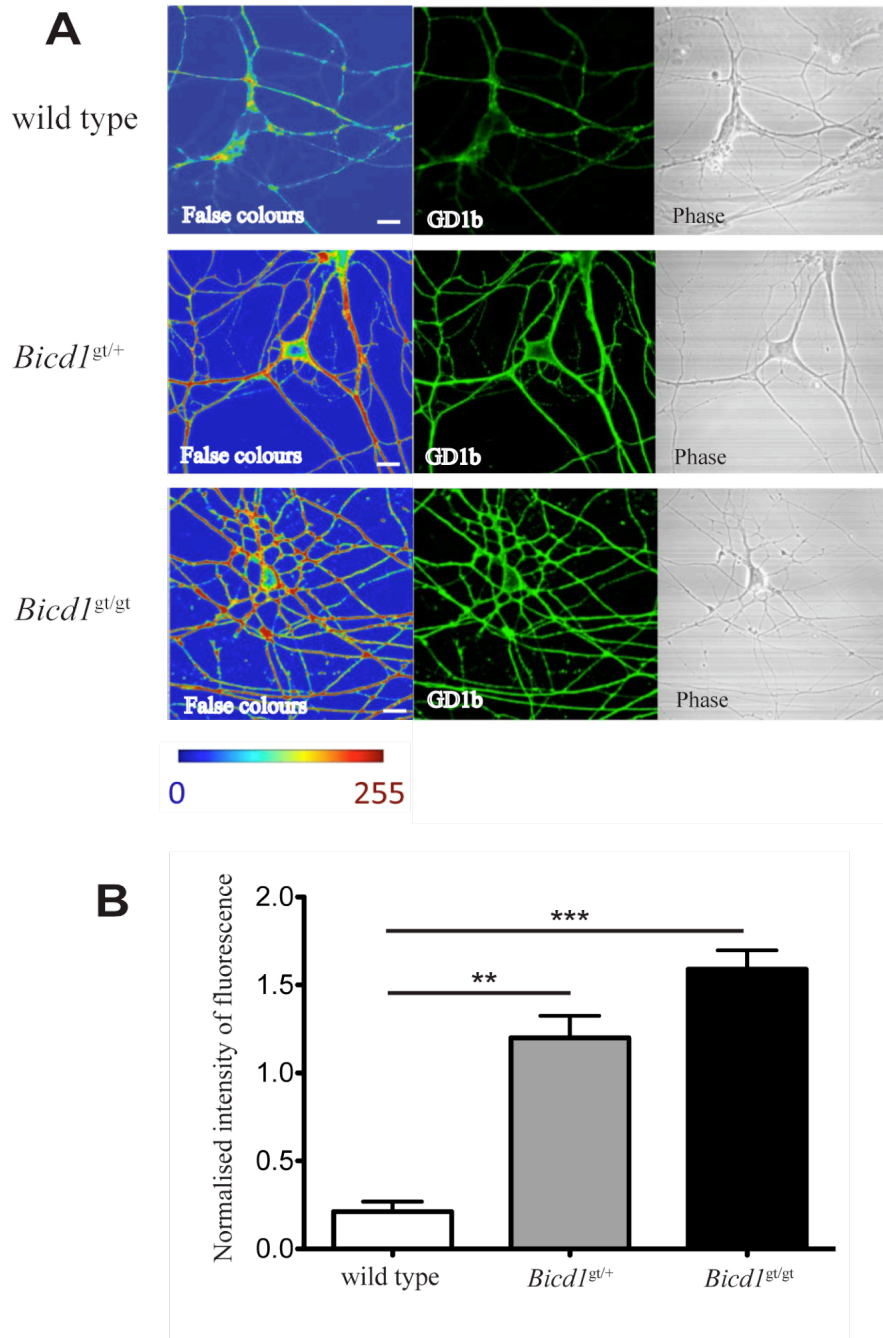 A
wild type
False colours
GD1b
Phase
Bicd1gt/+
False colours
GD1b
Phase
Bicd1gt/gt
False colours
GD1b
Phase
0 255
B
Normalised intensity of fluorescence
2.0
1.5
1.0
0.5
0.0
***
**
wild type Bicd1gt/+ Bicd1gt/gt